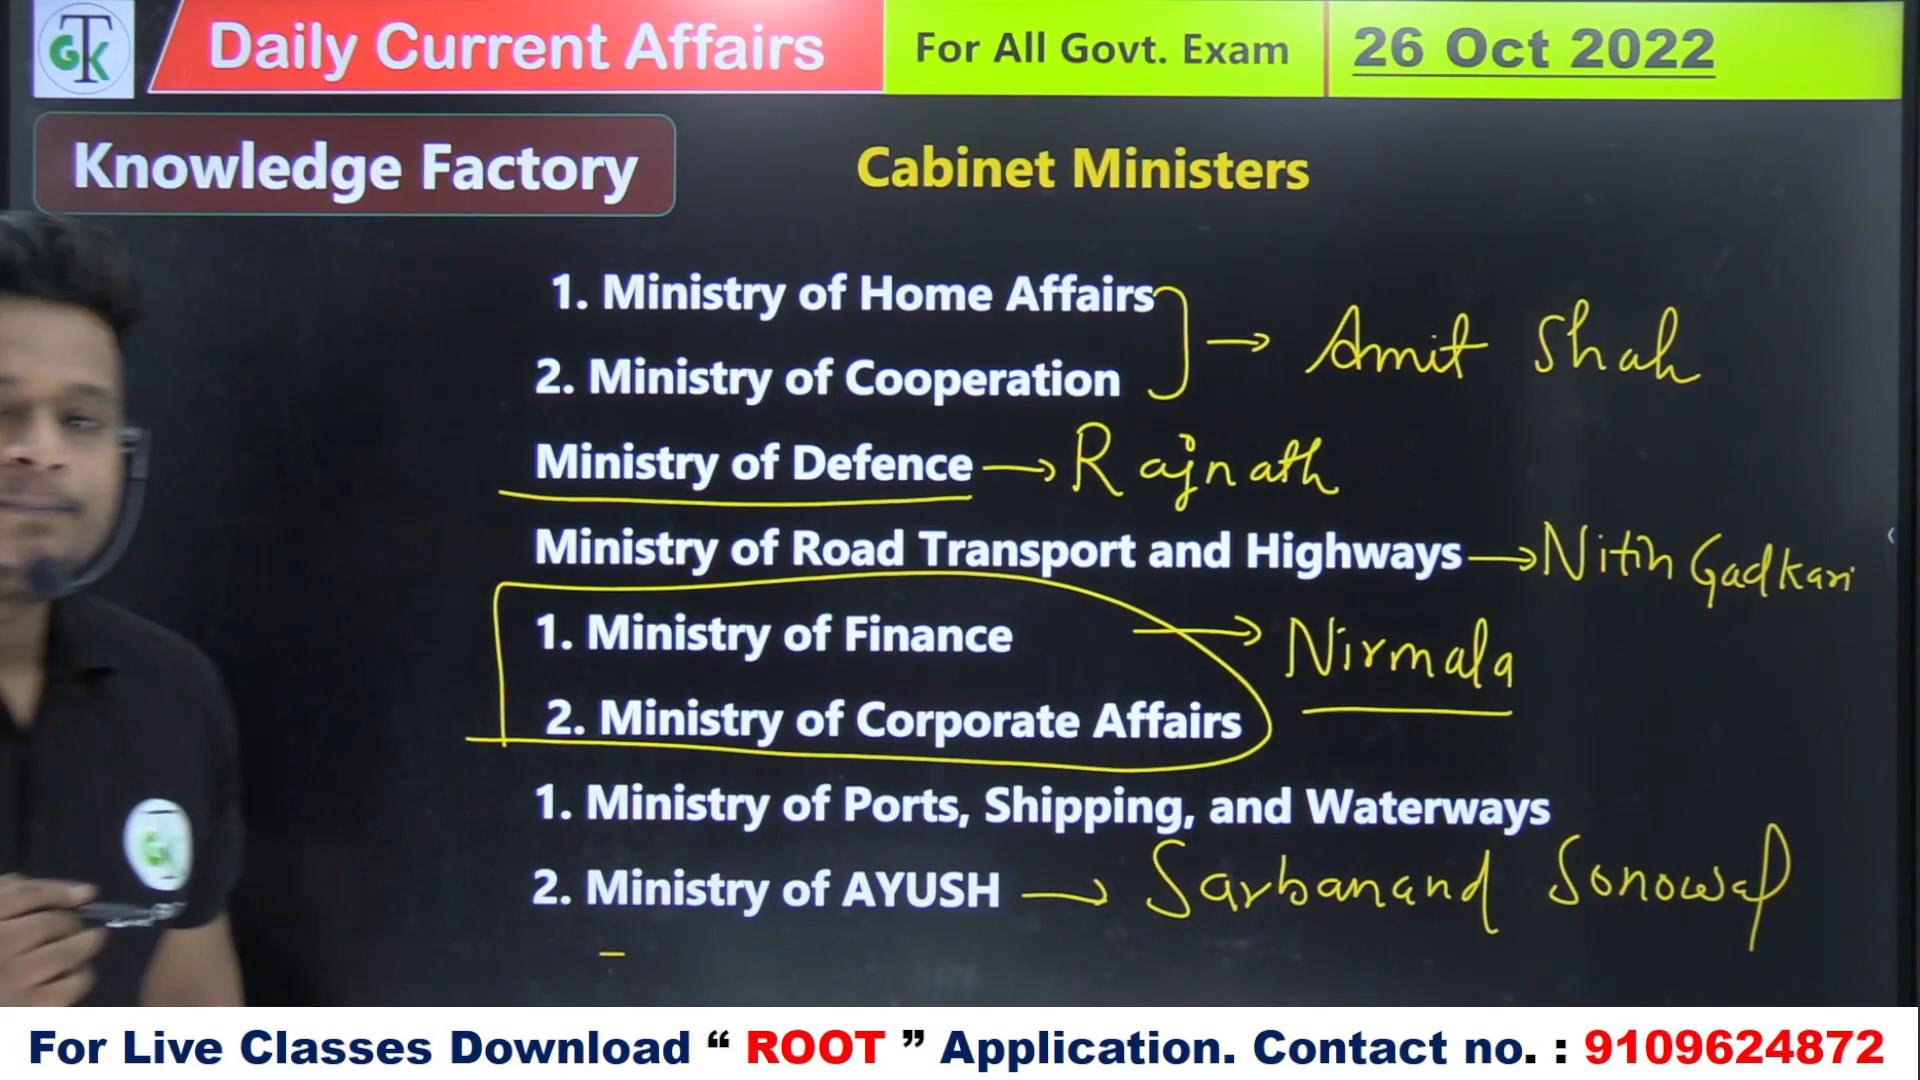 GTK Daily Current Affairs For All Govt. Exam 26 Oct 2022
Knowledge Factory Cabinet Ministers
1. Ministry of Home Affairs
2. Ministry of Cooperation → Amit Shah
Ministry of Defence → Rajnath
Ministry of Road Transport and Highways → Nitin Gadkari
1. Ministry of Finance → Nirmala
2. Ministry of Corporate Affairs
1. Ministry of Ports, Shipping, and Waterways
2. Ministry of AYUSH → Sarbanand Sonowal
GK
For Live Classes Download “ ROOT ” Application. Contact no. : 9109624872